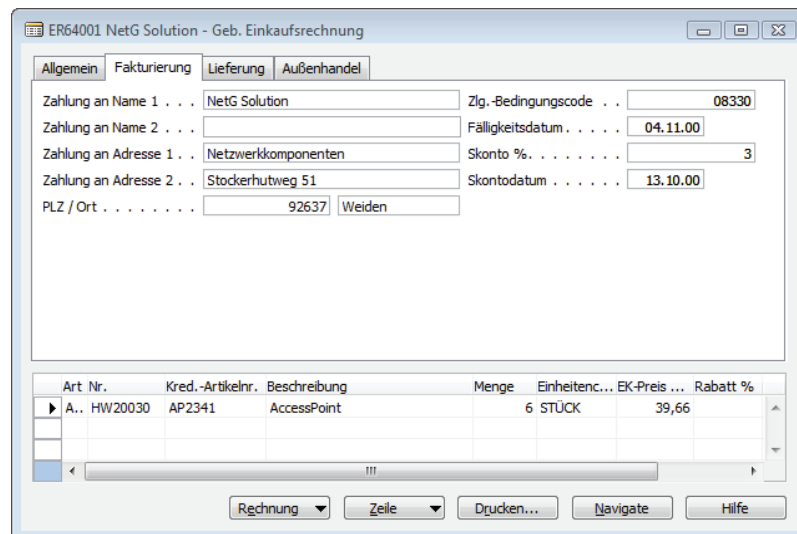 ER64001 NetG Solution - Geb. Einkaufsrechnung
Allgemein Fakturierung Lieferung Außenhandel
Zahlung an Name 1 . . . NetG Solution Zlg.-Bedingungscode . . 08330
Zahlung an Name 2 . . . Fälligkeitsdatum . . . . . 04.11.00
Zahlung an Adresse 1 . . Netzwerkkomponenten Skonto %. . . . . . . . 3
Zahlung an Adresse 2 . . Stockerhutweg 51 Skontodatum . . . . . . 13.10.00
PLZ / Ort . . . . . . . . 92637 Weiden
Art Nr. Kred.-Artikelnr. Beschreibung Menge Einheitenc... EK-Preis ... Rabatt %
A.. HW20030 AP2341 AccessPoint 6 STÜCK 39,66
Rechnung Zeile Drucken... Navigate Hilfe